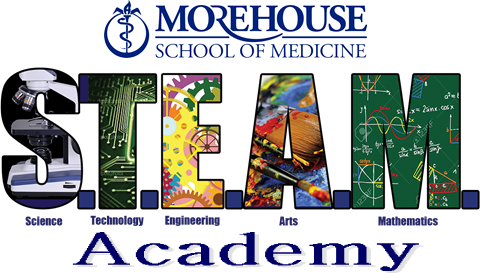 MOREHOUSE
SCHOOL OF MEDICINE
S.T.E.A.M.
Science Technology Engineering Arts Mathematics
Academy